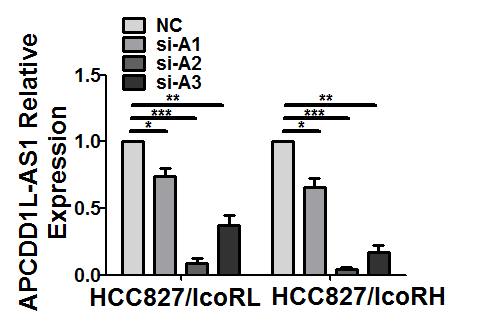 NC
si-A1
si-A2
si-A3
APCDD1L-AS1 Relative
Expression
1.5
1.0
0.5
0.0
**
***
*
**
***
*
HCC827/IcoRL
HCC827/IcoRH